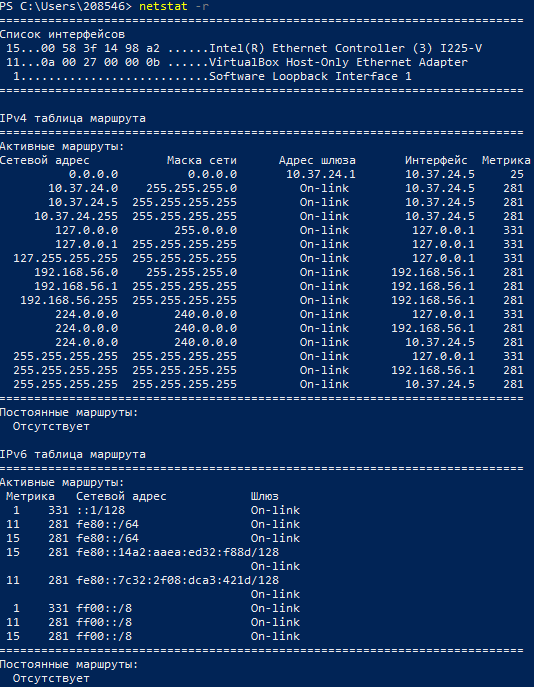 PS C:\Users\208546> netstat -r
===========================================================================
Список интерфейсов
 15...00 58 3f 14 98 a2 ......Intel(R) Ethernet Controller (3) I225-V
 11...0a 00 27 00 00 0b ......VirtualBox Host-Only Ethernet Adapter
  1...........................Software Loopback Interface 1
===========================================================================

IPv4 таблица маршрута
===========================================================================
Активные маршруты:
Сетевой адрес           Маска сети      Адрес шлюза       Интерфейс  Метрика
          0.0.0.0          0.0.0.0       10.37.24.1       10.37.24.5     25
       10.37.24.0    255.255.255.0         On-link        10.37.24.5    281
       10.37.24.5  255.255.255.255         On-link        10.37.24.5    281
     10.37.24.255  255.255.255.255         On-link        10.37.24.5    281
        127.0.0.0        255.0.0.0         On-link         127.0.0.1    331
        127.0.0.1  255.255.255.255         On-link         127.0.0.1    331
  127.255.255.255  255.255.255.255         On-link         127.0.0.1    331
     192.168.56.0    255.255.255.0         On-link      192.168.56.1    281
     192.168.56.1  255.255.255.255         On-link      192.168.56.1    281
   192.168.56.255  255.255.255.255         On-link      192.168.56.1    281
        224.0.0.0        240.0.0.0         On-link         127.0.0.1    331
        224.0.0.0        240.0.0.0         On-link      192.168.56.1    281
        224.0.0.0        240.0.0.0         On-link        10.37.24.5    281
  255.255.255.255  255.255.255.255         On-link         127.0.0.1    331
  255.255.255.255  255.255.255.255         On-link      192.168.56.1    281
  255.255.255.255  255.255.255.255         On-link        10.37.24.5    281
===========================================================================
Постоянные маршруты:
  Отсутствует

IPv6 таблица маршрута
===========================================================================
Активные маршруты:
 Метрика   Сетевой адрес            Шлюз
  1    331 ::1/128                  On-link
 11    281 fe80::/64                On-link
 15    281 fe80::/64                On-link
 15    281 fe80::14a2:aaea:ed32:f88d/128
                                    On-link
 11    281 fe80::7c32:2f08:dca3:421d/128
                                    On-link
  1    331 ff00::/8                 On-link
 11    281 ff00::/8                 On-link
 15    281 ff00::/8                 On-link
===========================================================================
Постоянные маршруты:
  Отсутствует